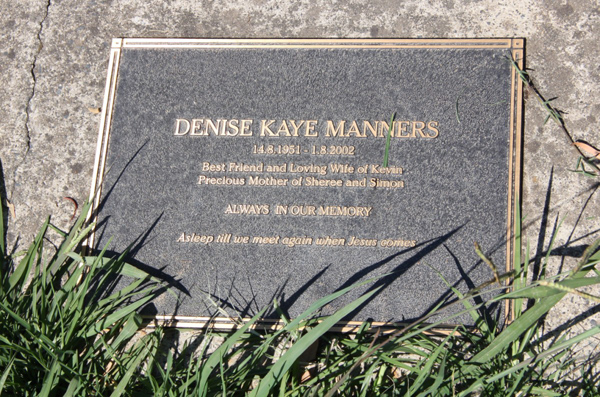 DENISE KAYE MANNERS
14.8.1951 - 1.8.2002
Best Friend and Loving Wife of Kevin
Precious Mother of Sheree and Simon
ALWAYS IN OUR MEMORY
Asleep till we meet again when Jesus comes